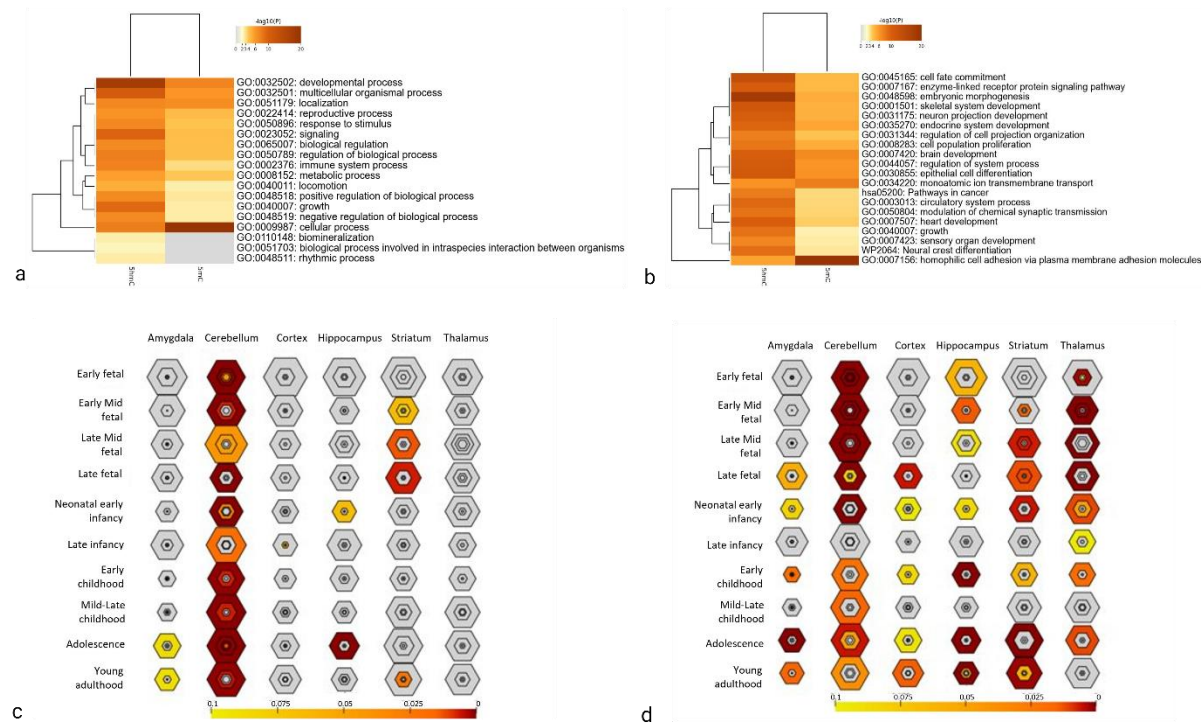 -log10(P)
0 2 3 4 6 10 20
GO:0032502: developmental process
GO:0032501: multicellular organismal process
GO:0051179: localization
GO:0022414: reproductive process
GO:0050896: response to stimulus
GO:0023052: signaling
GO:0065007: biological regulation
GO:0050789: regulation of biological process
GO:0002376: immune system process
GO:0008152: metabolic process
GO:0040011: locomotion
GO:0048518: positive regulation of biological process
GO:0040007: growth
GO:0048519: negative regulation of biological process
GO:0009987: cellular process
GO:0110148: biomineralization
GO:0051703: biological process involved in intraspecies interaction between organisms
GO:0048511: rhythmic process
5hmC
5mC
a
-log10(P)
GO:0045165: cell fate commitment
GO:0007167: enzyme-linked receptor protein signaling pathway
GO:0048598: embryonic morphogenesis
GO:0001501: skeletal system development
GO:0031175: neuron projection development
GO:0035270: endocrine system development
GO:0031344: regulation of cell projection organization
GO:0008283: cell population proliferation
GO:0007420: brain development
GO:0044057: regulation of system process
GO:0030855: epithelial cell differentiation
GO:0034220: monoatomic ion transmembrane transport
hsa05200: Pathways in cancer
GO:0003013: circulatory system process
GO:0050804: modulation of chemical synaptic transmission
GO:0007507: heart development
GO:0040007: growth
GO:0007423: sensory organ development
WP2064: Neural crest differentiation
GO:0007156: homophilic cell adhesion via plasma membrane adhesion molecules
5hmC
5mC
b
Amygdala Cerebellum Cortex Hippocampus Striatum Thalamus
Early fetal
Early Mid
fetal
Late Mid
fetal
Late fetal
Neonatal early
infancy
Late infancy
Early
childhood
Mild-Late
childhood
Adolescence
Young
adulthood
0.1 0.075 0.05 0.025 0
c
Amygdala Cerebellum Cortex Hippocampus Striatum Thalamus
Early fetal
Early Mid
fetal
Late Mid
fetal
Late fetal
Neonatal early
infancy
Late infancy
Early
childhood
Mild-Late
childhood
Adolescence
Young
adulthood
0.1 0.075 0.05 0.025 0
d